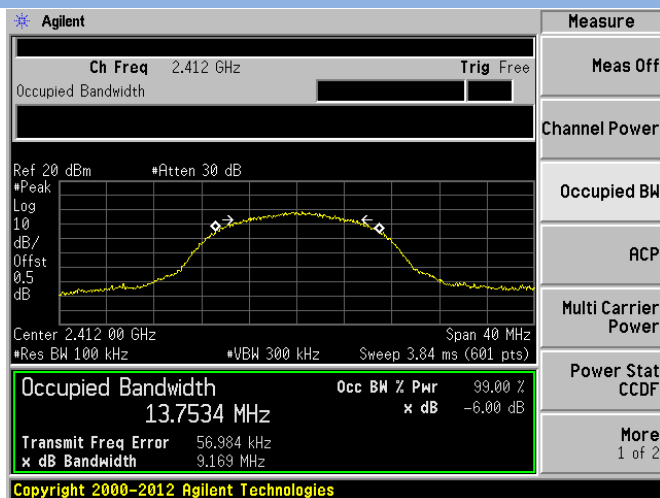 Agilent
Measure
Ch Freq 2.412 GHz Trig Free
Occupied Bandwidth
Meas Off
Channel Power
Occupied BW
ACP
Multi Carrier
Power
Power Stat
CCDF
More
1 of 2
Ref 20 dBm #Atten 30 dB
#Peak
Log
10
dB/
Offst
0.5
dB
Center 2.412 00 GHz Span 40 MHz
#Res BW 100 kHz #VBW 300 kHz Sweep 3.84 ms (601 pts)
Occupied Bandwidth Occ BW % Pwr 99.00 %
13.7534 MHz x dB -6.00 dB
Transmit Freq Error 56.984 kHz
x dB Bandwidth 9.169 MHz
Copyright 2000-2012 Agilent Technologies